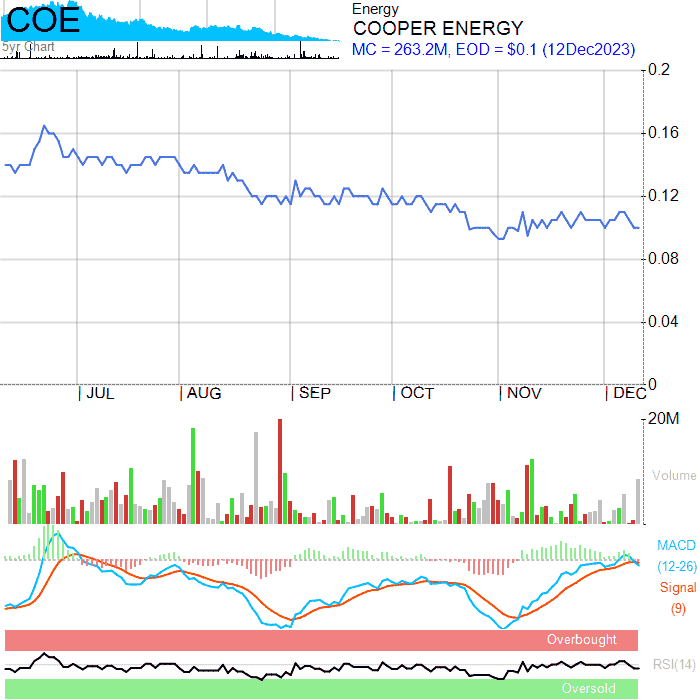 COE
5yr Chart
Energy
COOPER ENERGY
MC = 263.2M, EOD = $0.1 (12Dec2023)
0.2
0.16
0.12
0.08
0.04
0
JUL AUG SEP OCT NOV DEC
20M
Volume
MACD
(12-26)
Signal
(9)
Overbought
RSI(14)
Oversold